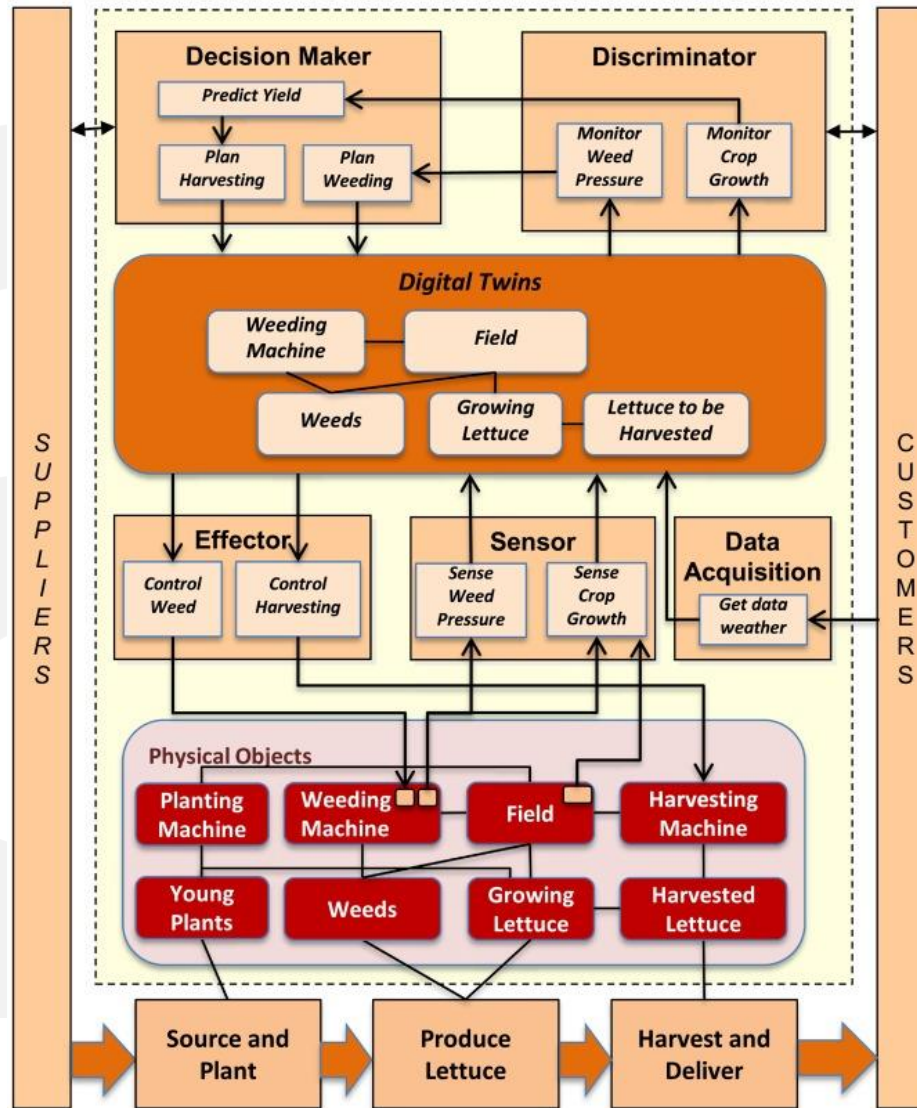 Decision Maker
Predict Yield
Plan
Harvesting
Plan
Weeding
Discriminator
Monitor
Weed
Pressure
Monitor
Crop
Growth
Digital Twins
Weeding
Machine
Field
Weeds
Growing
Lettuce
Lettuce to be
Harvested
SUPPLIERS
CUSTOMERS
Effector
Control
Weed
Control
Harvesting
Sensor
Sense
Weed
Pressure
Sense
Crop
Growth
Data
Acquisition
Get data
weather
Physical Objects
Planting
Machine
Weeding
Machine
Field
Harvesting
Machine
Young
Plants
Weeds
Growing
Lettuce
Harvested
Lettuce
Source and
Plant
Produce
Lettuce
Harvest and
Deliver